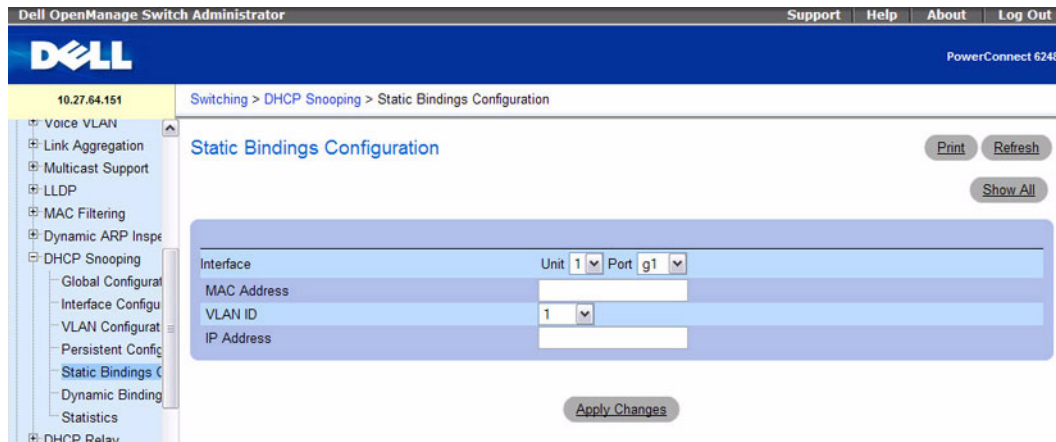 Dell OpenManage Switch Administrator
Support Help About Log Out
DELL
PowerConnect 6248
10.27.64.151
Switching > DHCP Snooping > Static Bindings Configuration
Voice VLAN
Link Aggregation
Multicast Support
LLDP
MAC Filtering
Dynamic ARP Inspe
DHCP Snooping
Global Configurat
Interface Configu
VLAN Configurat
Persistent Config
Static Bindings C
Dynamic Binding
Statistics
DHCP Relay
Static Bindings Configuration
Print Refresh
Show All
Interface Unit 1 Port g1
MAC Address
VLAN ID 1
IP Address
Apply Changes